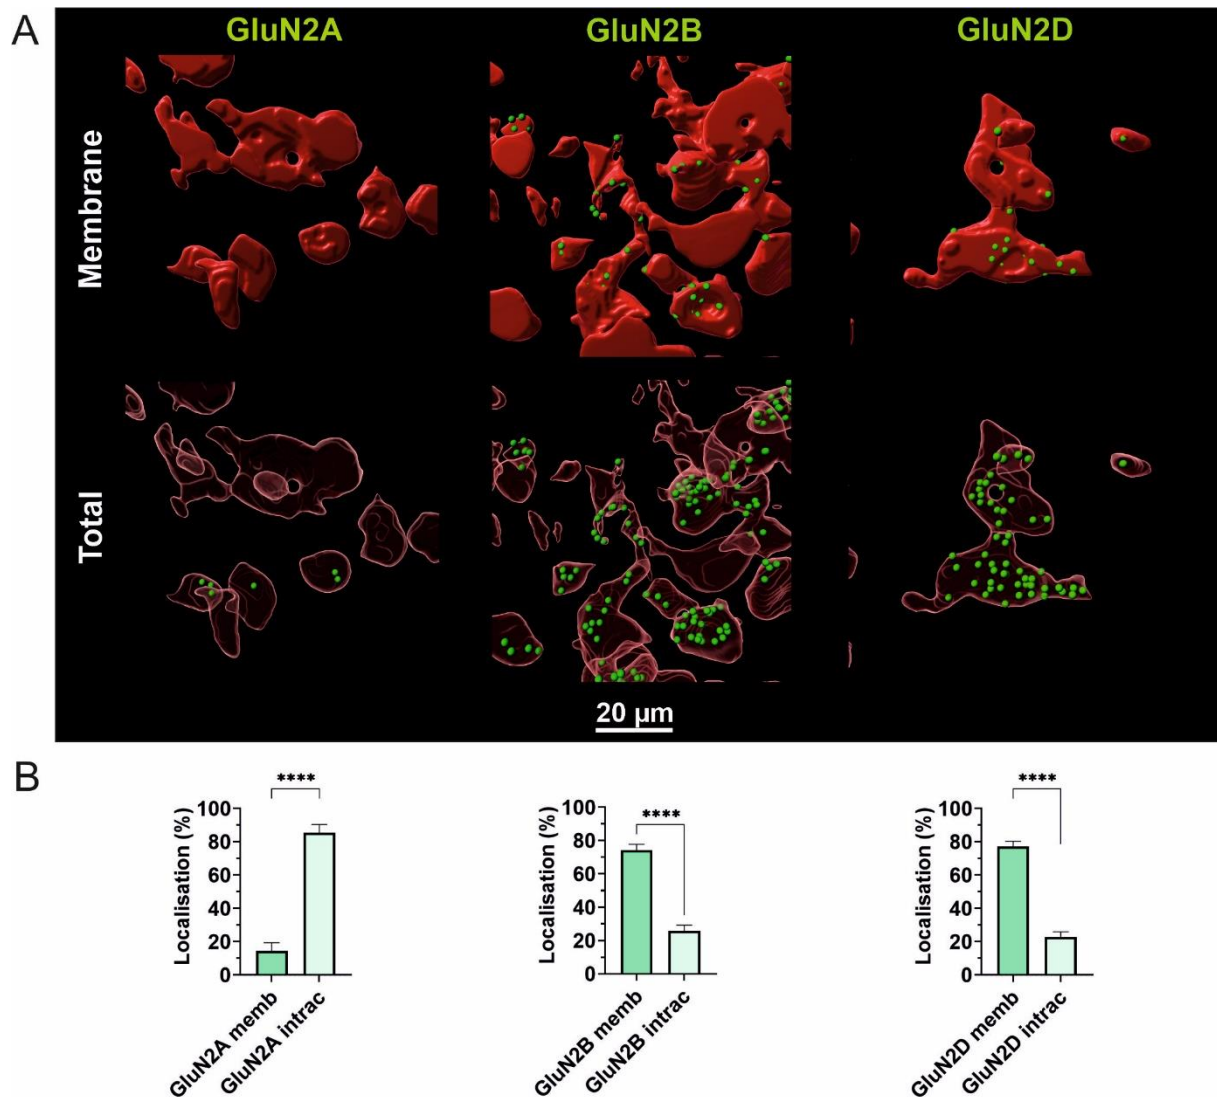 A
GluN2A GluN2B GluN2D
Membrane
Total
20 µm
B
**** **** ****
Localisation (%)
100
80
60
40
20
0
GluN2A memb
GluN2A intrac
Localisation (%)
100
80
60
40
20
0
GluN2B memb
GluN2B intrac
Localisation (%)
100
80
60
40
20
0
GluN2D memb
GluN2D intrac